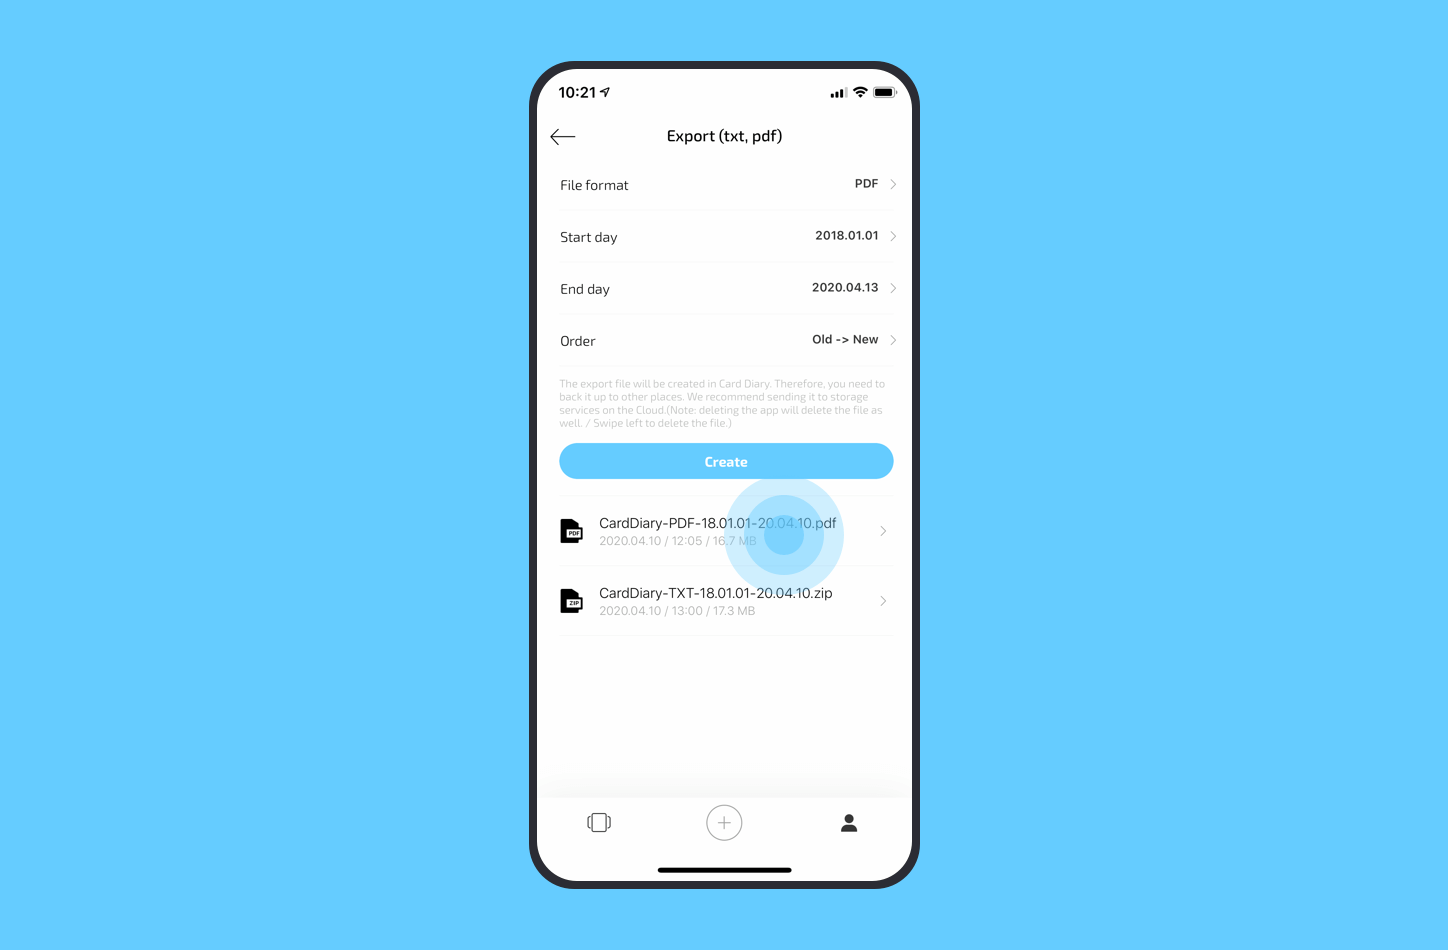 10:21
Export (txt, pdf)
File format PDF
Start day 2018.01.01
End day 2020.04.13
Order Old -> New
The export file will be created in Card Diary. Therefore, you need to
back it up to other places. We recommend sending it to storage
services on the Cloud.(Note: deleting the app will delete the file as
well. / Swipe left to delete the file.)
Create
PDF CardDiary-PDF-18.01.01-20.04.10.pdf
2020.04.10 / 12:05 / 16.7 MB
ZIP CardDiary-TXT-18.01.01-20.04.10.zip
2020.04.10 / 13:00 / 17.3 MB